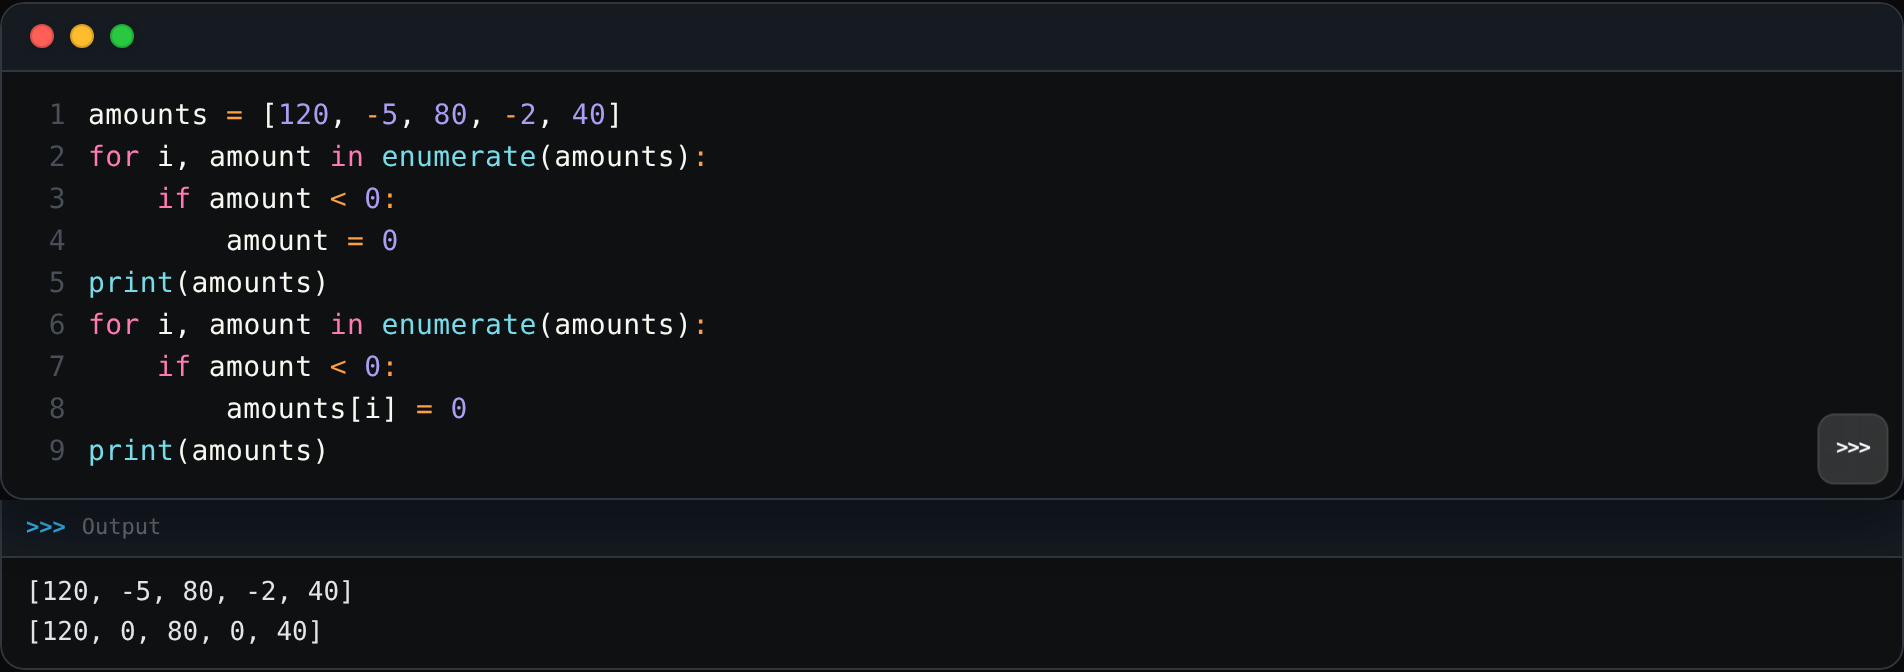 1 amounts = [120, -5, 80, -2, 40]
2 for i, amount in enumerate(amounts):
3     if amount < 0:
4         amount = 0
5 print(amounts)
6 for i, amount in enumerate(amounts):
7     if amount < 0:
8         amounts[i] = 0
9 print(amounts)
>>>
>>> Output
[120, -5, 80, -2, 40]
[120, 0, 80, 0, 40]